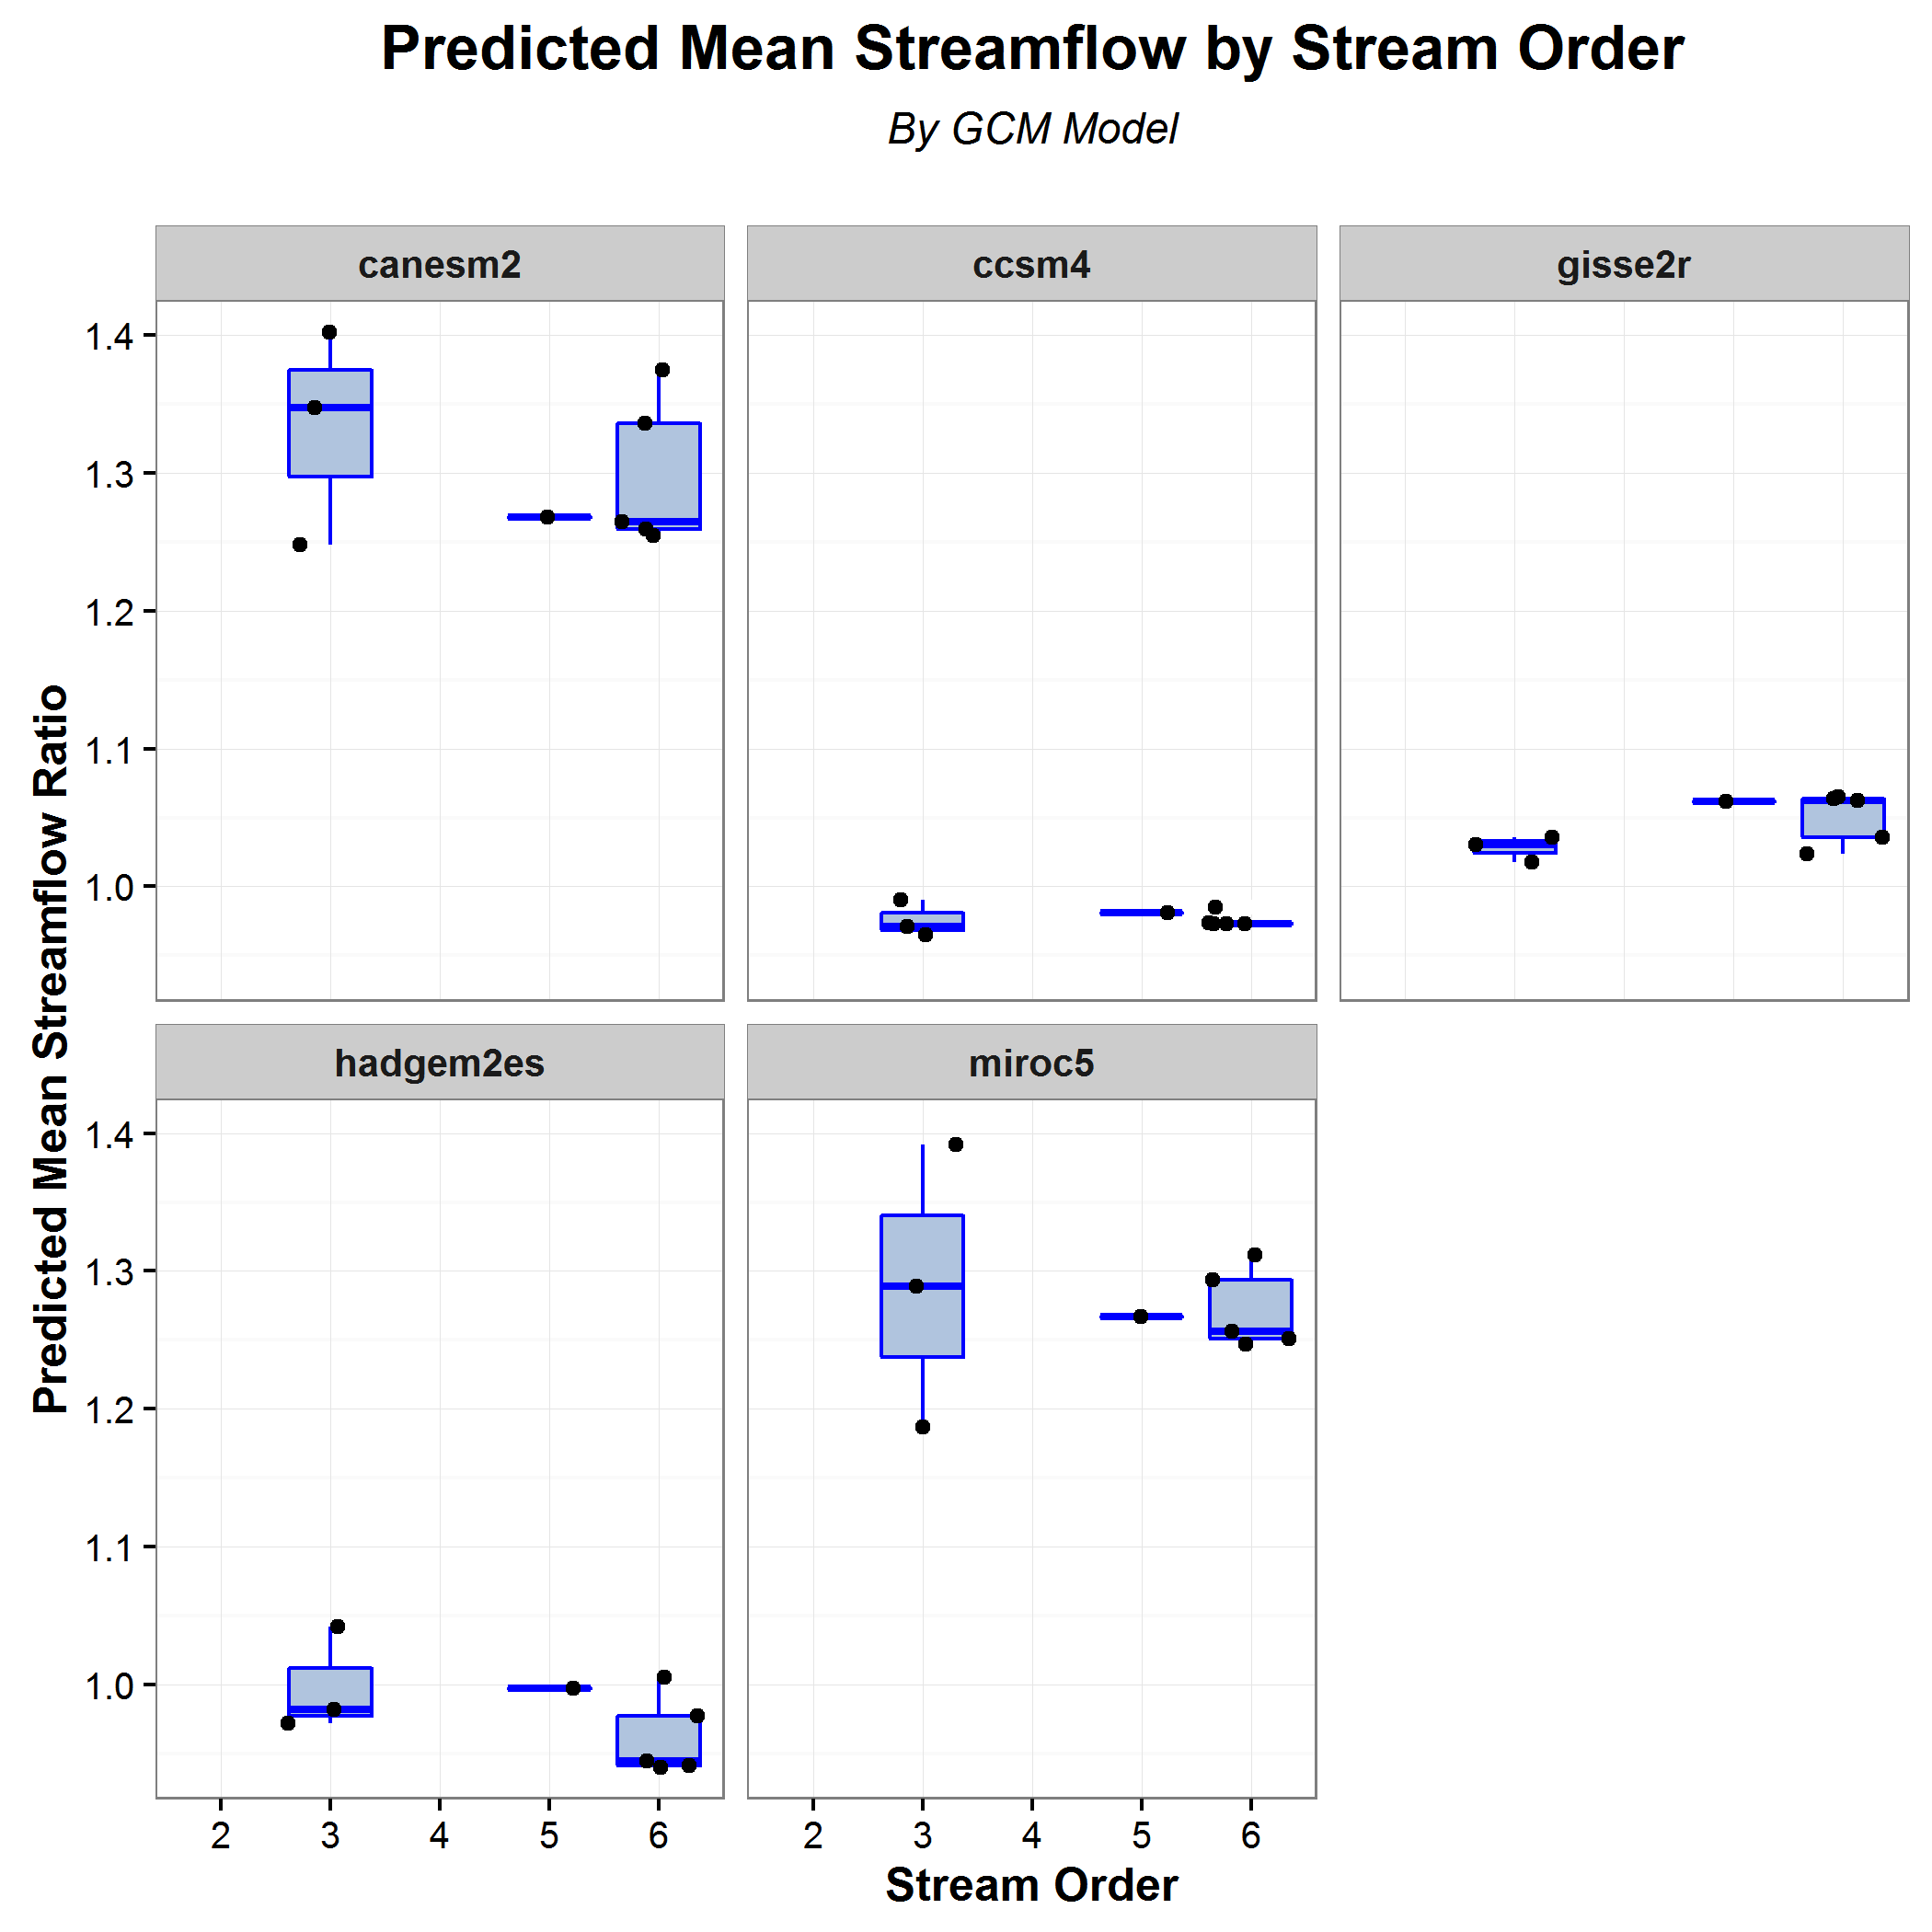 Predicted Mean Streamflow by Stream Order
By GCM Model
canesm2
ccsm4
gisse2r
1.4
1.3
1.2
1.1
1.0
Predicted Mean Streamflow Ratio
hadgem2es
miroc5
1.4
1.3
1.2
1.1
1.0
2 3 4 5 6
2 3 4 5 6
Stream Order